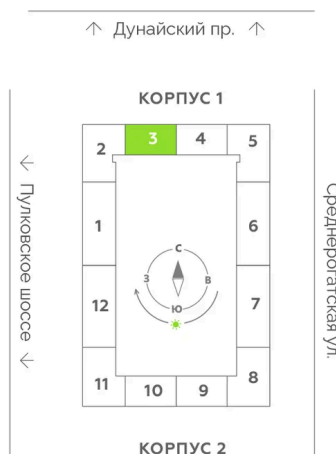 Дунайский пр.
КОРПУС 1
2 3 4 5
1 6
12 7
11 10 9 8
С
З В
Ю
Пулковское шоссе
Среднерогатская ул.
КОРПУС 2